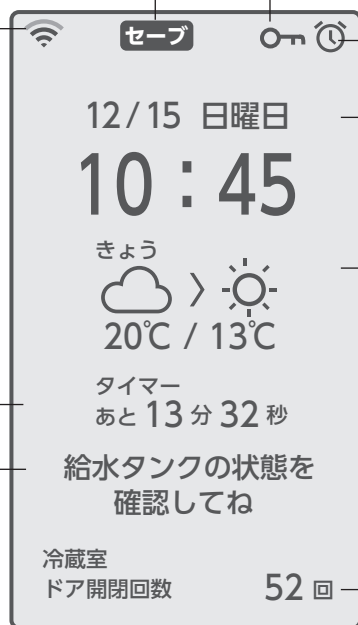 セーブ
12/15 日曜日
10:45
きょう
20℃ / 13℃
タイマー
あと 13 分 32 秒
給水タンクの状態を
確認してね
冷蔵室
ドア開閉回数 52 回